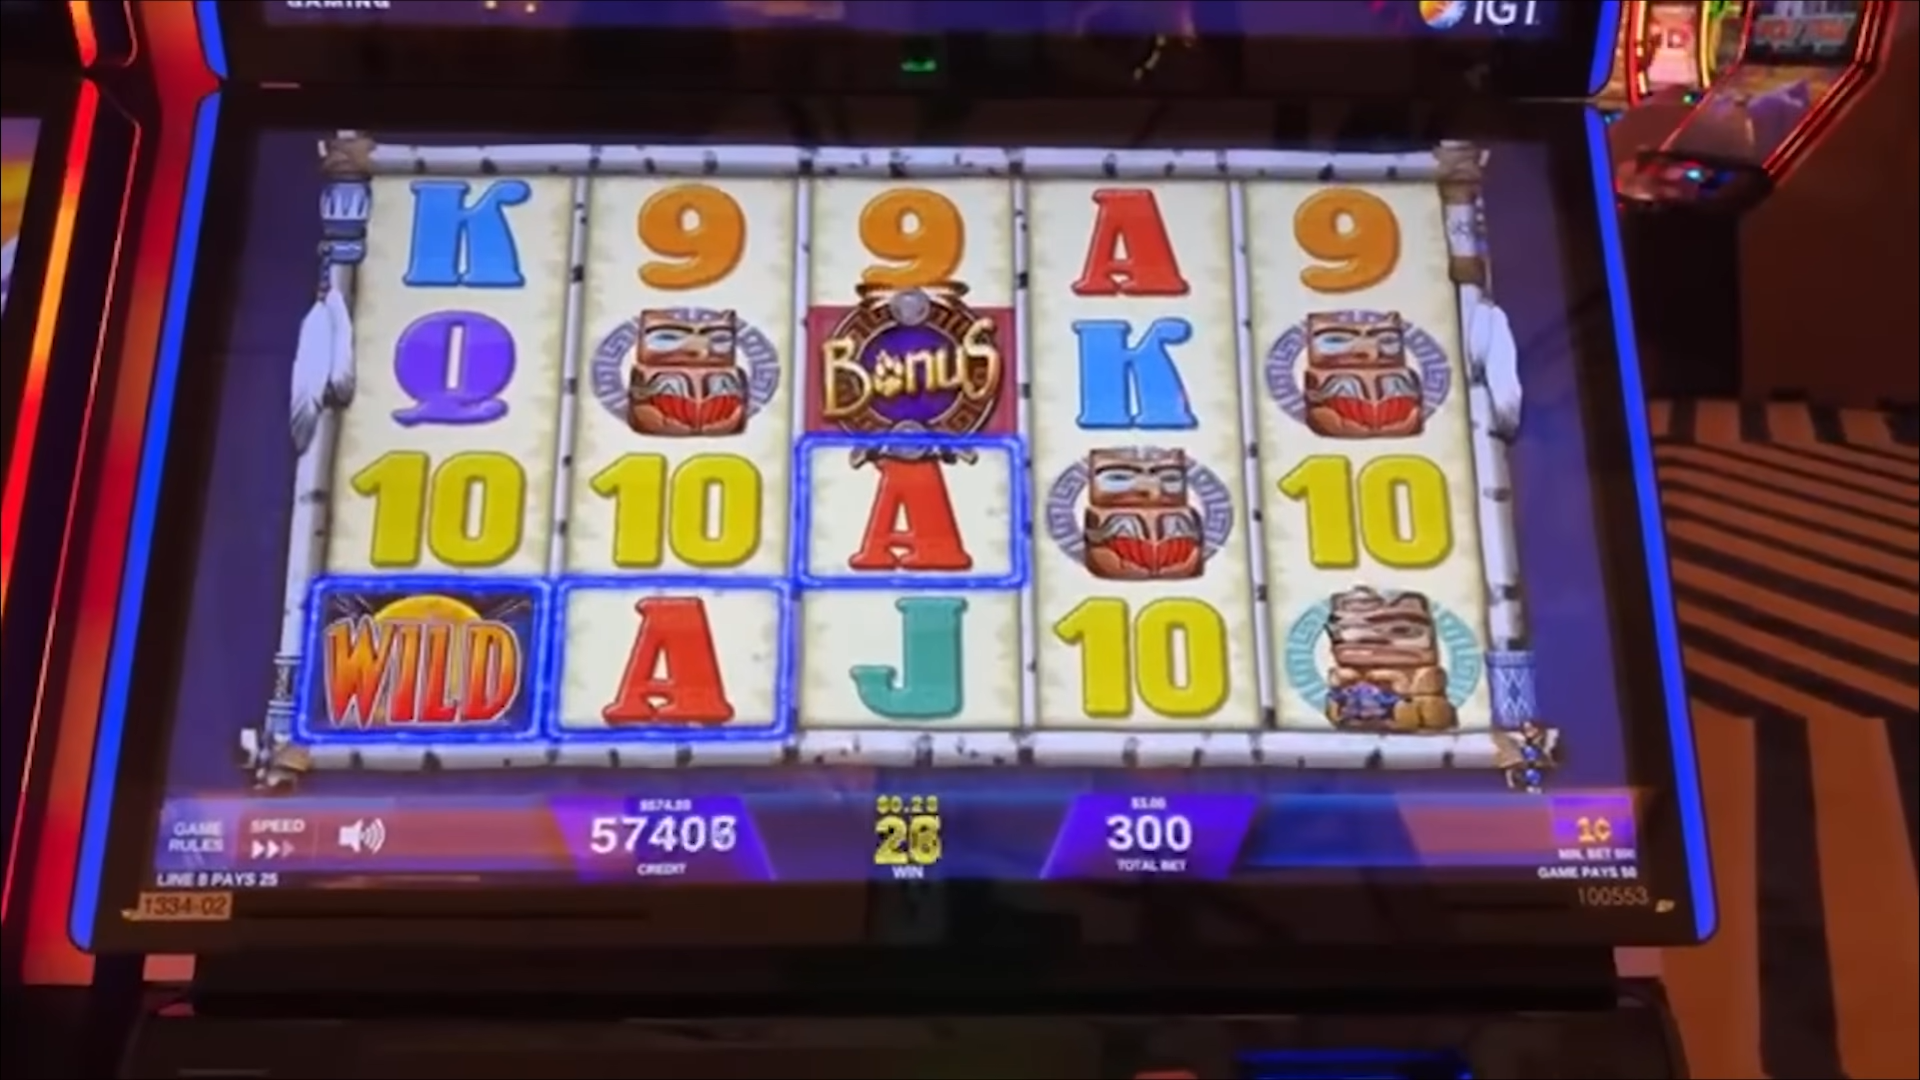 GAMING
IGT
K 9 9 A 9
Q BONUS K
10 10 A 10
WILD A J 10
GAME
RULES
SPEED
CREDIT
WIN
300
TOTAL BET
1¢
LINE 8 PAYS 25
1334-02
100553